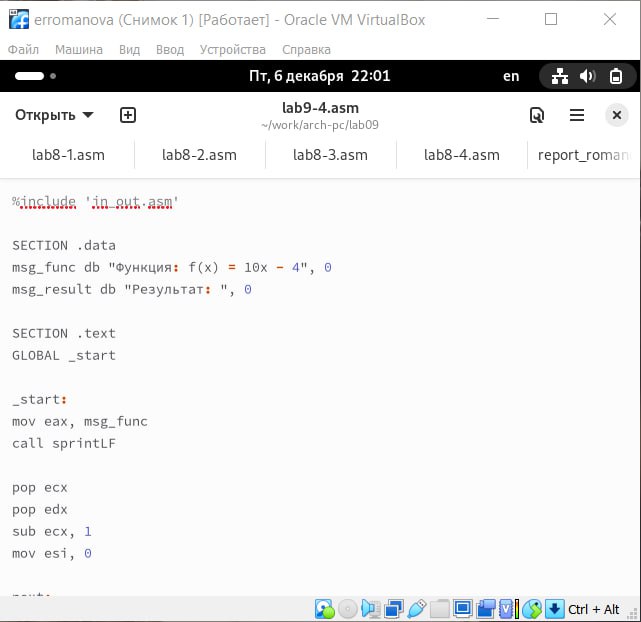 erromanova (Снимок 1) [Работает] - Oracle VM VirtualBox
Файл Машина Вид Ввод Устройства Справка
Пт, 6 декабря 22:01 en
Открыть lab9-4.asm
~/work/arch-pc/lab09
lab8-1.asm lab8-2.asm lab8-3.asm lab8-4.asm report_roman
%include 'in_out.asm'
SECTION .data
msg_func db "Функция: f(x) = 10x - 4", 0
msg_result db "Результат: ", 0
SECTION .text
GLOBAL _start
_start:
mov eax, msg_func
call sprintLF
pop ecx
pop edx
sub ecx, 1
mov esi, 0
Ctrl + Alt